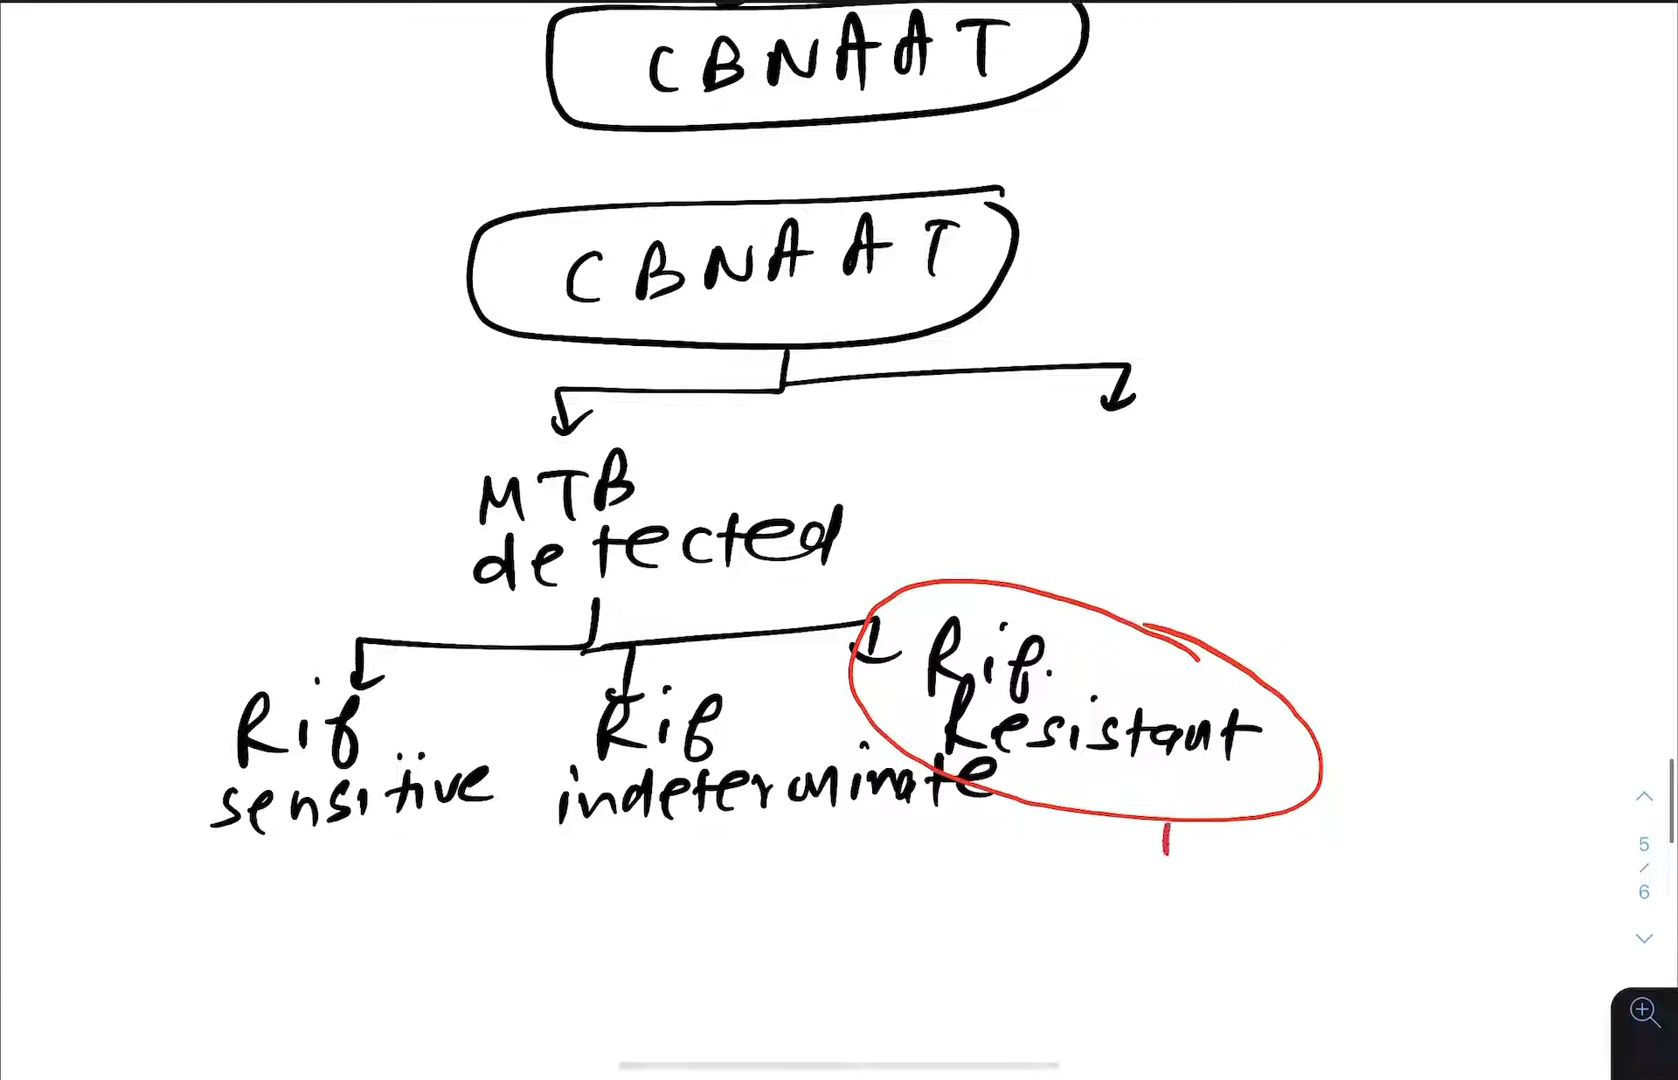 CBNAAT
CBNAAT
MTB
detected
Rif
sensitive
Rif
indeterminate
Rif.
Resistant
5
/
6